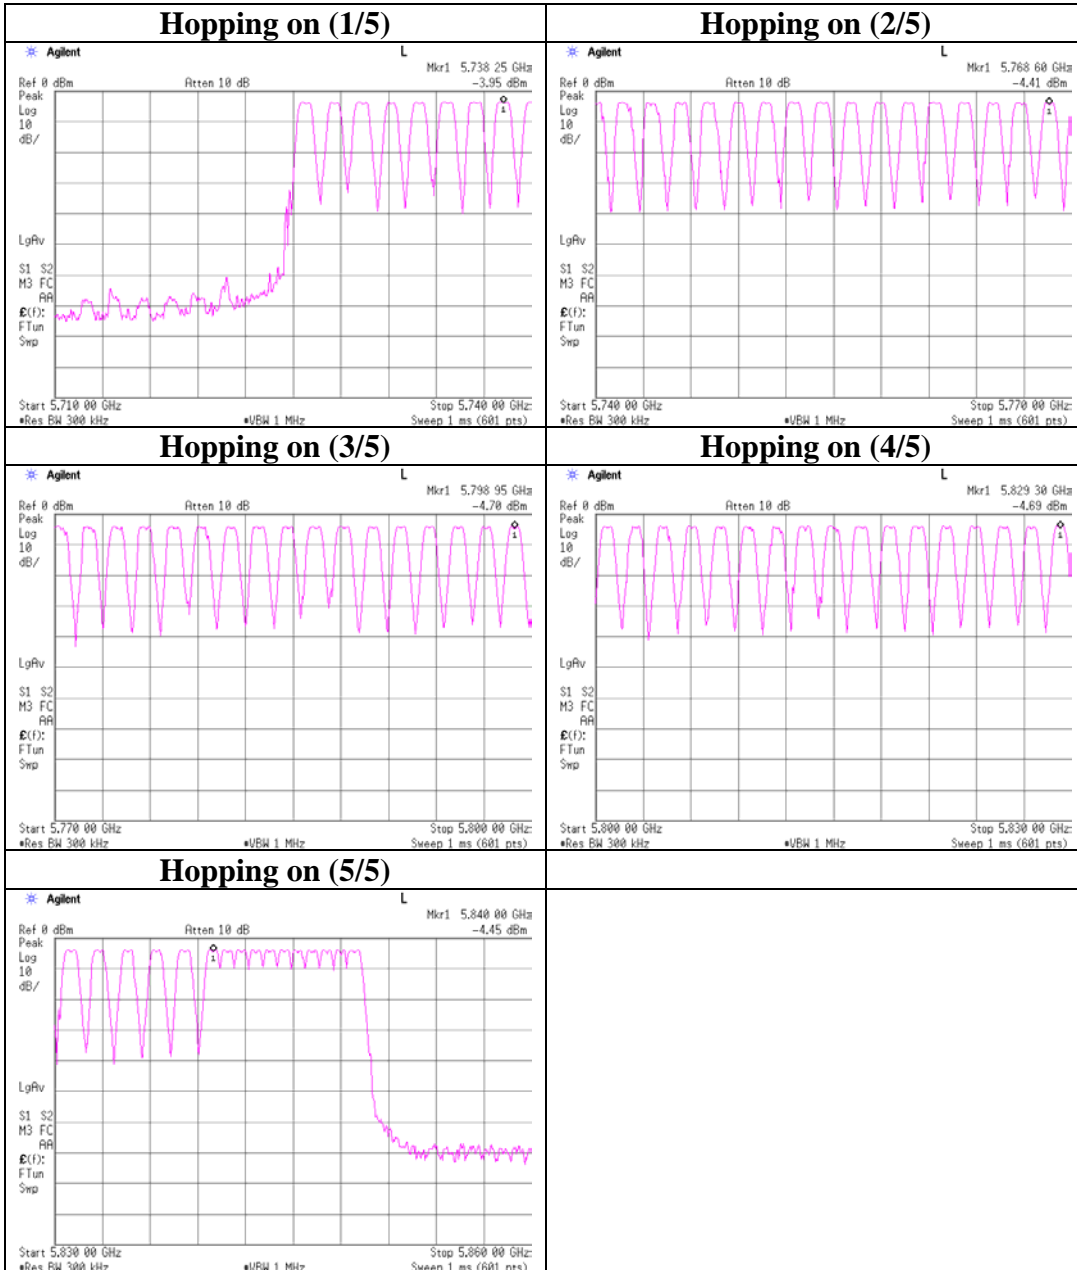 Hopping on (1/5)
Agilent
L
Mkr1 5.738 25 GHz
Ref 0 dBm
Atten 10 dB
-3.95 dBm
Peak
Log
10
dB/
1
LgAv
S1 S2
M3 FC
AA
£(f):
FTun
Swp
Start 5.710 00 GHz
Stop 5.740 00 GHz
Res BW 300 kHz
VBW 1 MHz
Sweep 1 ms (601 pts)
Hopping on (2/5)
Agilent
L
Mkr1 5.768 60 GHz
Ref 0 dBm
Atten 10 dB
-4.41 dBm
Peak
Log
10
dB/
1
LgAv
S1 S2
M3 FC
AA
£(f):
FTun
Swp
Start 5.740 00 GHz
Stop 5.770 00 GHz
Res BW 300 kHz
VBW 1 MHz
Sweep 1 ms (601 pts)
Hopping on (3/5)
Agilent
L
Mkr1 5.798 95 GHz
Ref 0 dBm
Atten 10 dB
-4.70 dBm
Peak
Log
10
dB/
1
LgAv
S1 S2
M3 FC
AA
£(f):
FTun
Swp
Start 5.770 00 GHz
Stop 5.800 00 GHz
Res BW 300 kHz
VBW 1 MHz
Sweep 1 ms (601 pts)
Hopping on (4/5)
Agilent
L
Mkr1 5.829 30 GHz
Ref 0 dBm
Atten 10 dB
-4.69 dBm
Peak
Log
10
dB/
1
LgAv
S1 S2
M3 FC
AA
£(f):
FTun
Swp
Start 5.800 00 GHz
Stop 5.830 00 GHz
Res BW 300 kHz
VBW 1 MHz
Sweep 1 ms (601 pts)
Hopping on (5/5)
Agilent
L
Mkr1 5.840 00 GHz
Ref 0 dBm
Atten 10 dB
-4.45 dBm
Peak
Log
10
dB/
1
LgAv
S1 S2
M3 FC
AA
£(f):
FTun
Swp
Start 5.830 00 GHz
Stop 5.860 00 GHz
Res BW 300 kHz
VBW 1 MHz
Sweep 1 ms (601 pts)